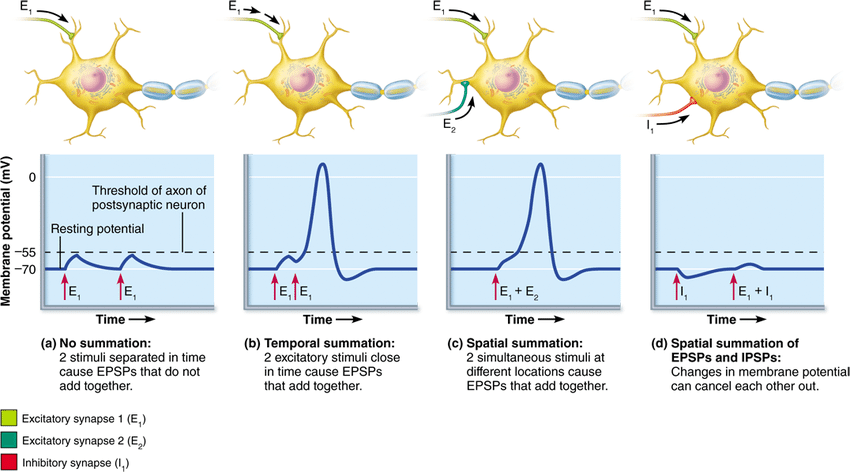 E₁
E₁
E₁
E₂
E₁
I₁
Membrane potential (mV)
0
–55
–70
Threshold of axon of
postsynaptic neuron
Resting potential
E₁
E₁
Time
E₁
E₁
Time
E₁ + E₂
Time
I₁
E₁ + I₁
Time
(a) No summation:
2 stimuli separated in time
cause EPSPs that do not
add together.
(b) Temporal summation:
2 excitatory stimuli close
in time cause EPSPs
that add together.
(c) Spatial summation:
2 simultaneous stimuli at
different locations cause
EPSPs that add together.
(d) Spatial summation of
EPSPs and IPSPs:
Changes in membrane potential
can cancel each other out.
Excitatory synapse 1 (E₁)
Excitatory synapse 2 (E₂)
Inhibitory synapse (I₁)